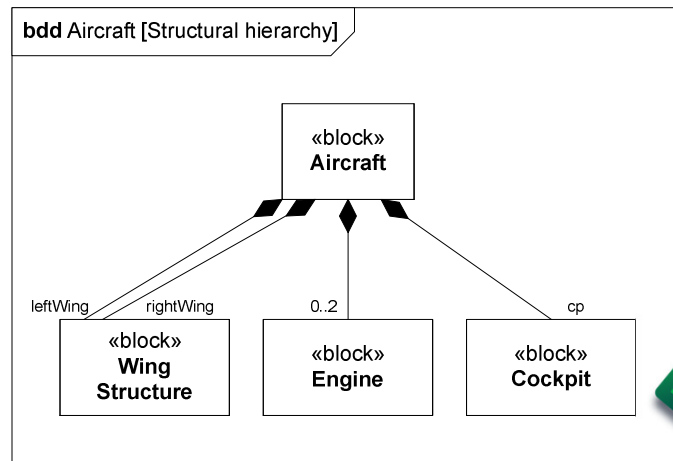 bdd Aircraft [Structural hierarchy]
«block»
Aircraft
leftWing
rightWing
0..2
cp
«block»
Wing
Structure
«block»
Engine
«block»
Cockpit